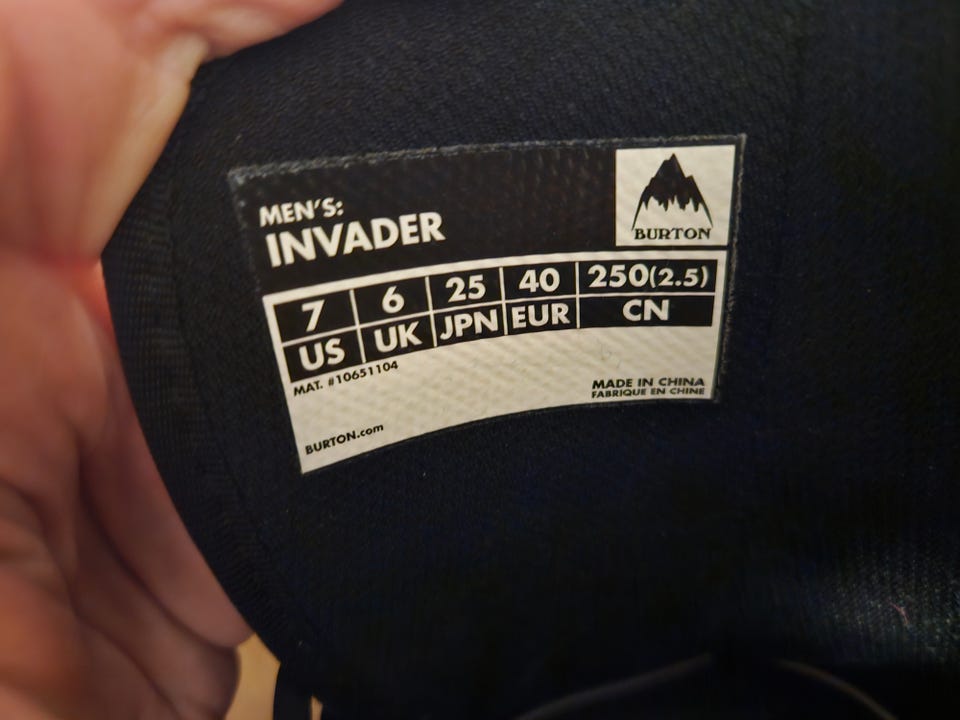 MEN'S:
INVADER
BURTON
7 6 25 40 250(2.5)
US UK JPN EUR CN
MAT. #10651104
MADE IN CHINA
FABRIQUE EN CHINE
BURTON.com